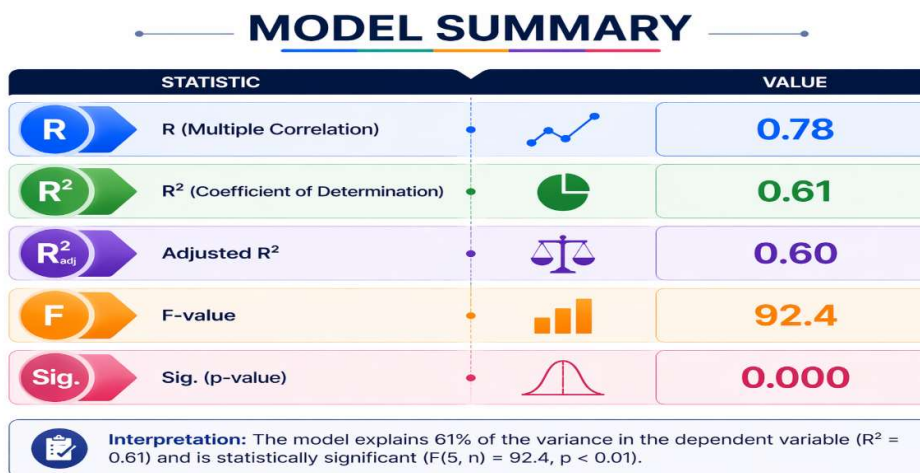 MODEL SUMMARY
STATISTIC VALUE
R R (Multiple Correlation) 0.78
R² R² (Coefficient of Determination) 0.61
R²adj Adjusted R² 0.60
F F-value 92.4
Sig. Sig. (p-value) 0.000
Interpretation: The model explains 61% of the variance in the dependent variable (R² =
0.61) and is statistically significant (F(5, n) = 92.4, p < 0.01).